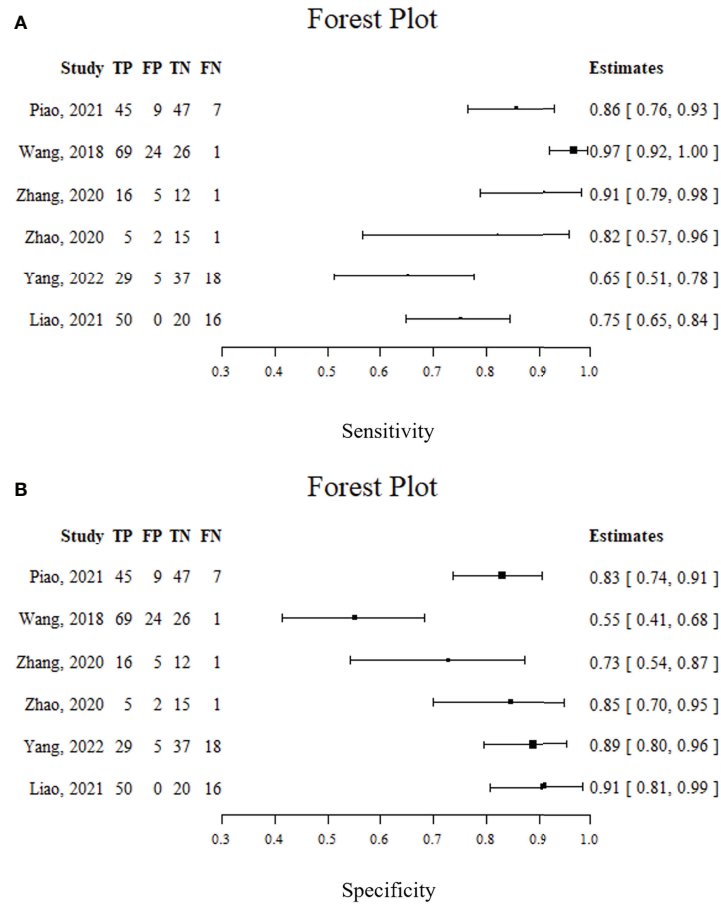 A
Forest Plot
Study TP FP TN FN Estimates
Piao, 2021 45 9 47 7 0.86 [ 0.76, 0.93 ]
Wang, 2018 69 24 26 1 0.97 [ 0.92, 1.00 ]
Zhang, 2020 16 5 12 1 0.91 [ 0.79, 0.98 ]
Zhao, 2020 5 2 15 1 0.82 [ 0.57, 0.96 ]
Yang, 2022 29 5 37 18 0.65 [ 0.51, 0.78 ]
Liao, 2021 50 0 20 16 0.75 [ 0.65, 0.84 ]
0.3 0.4 0.5 0.6 0.7 0.8 0.9 1.0
Sensitivity
B
Forest Plot
Study TP FP TN FN Estimates
Piao, 2021 45 9 47 7 0.83 [ 0.74, 0.91 ]
Wang, 2018 69 24 26 1 0.55 [ 0.41, 0.68 ]
Zhang, 2020 16 5 12 1 0.73 [ 0.54, 0.87 ]
Zhao, 2020 5 2 15 1 0.85 [ 0.70, 0.95 ]
Yang, 2022 29 5 37 18 0.89 [ 0.80, 0.96 ]
Liao, 2021 50 0 20 16 0.91 [ 0.81, 0.99 ]
0.3 0.4 0.5 0.6 0.7 0.8 0.9 1.0
Specificity